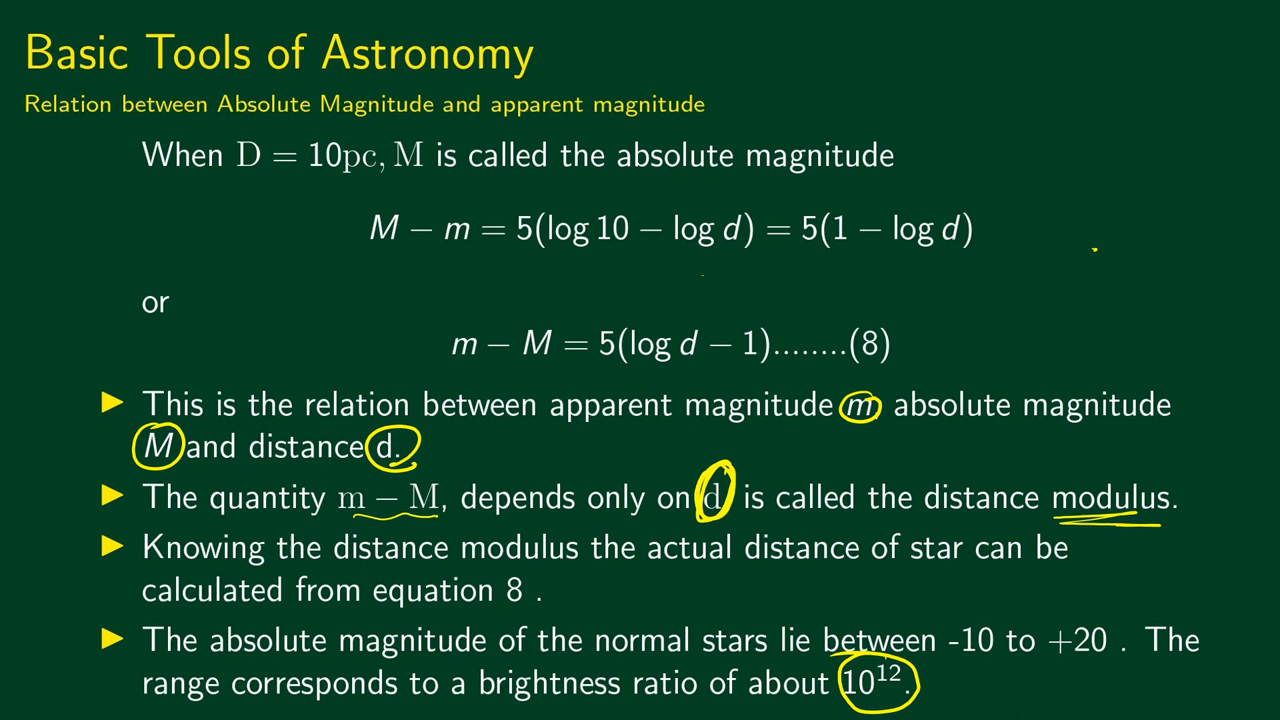 Basic Tools of Astronomy
Relation between Absolute Magnitude and apparent magnitude
When D = 10pc, M is called the absolute magnitude
M − m = 5(log 10 − log d) = 5(1 − log d)
or
m − M = 5(log d − 1)........(8)
▶ This is the relation between apparent magnitude m, absolute magnitude
M and distance d.
▶ The quantity m − M, depends only on d, is called the distance modulus.
▶ Knowing the distance modulus the actual distance of star can be
calculated from equation 8 .
▶ The absolute magnitude of the normal stars lie between -10 to +20 . The
range corresponds to a brightness ratio of about 10¹².